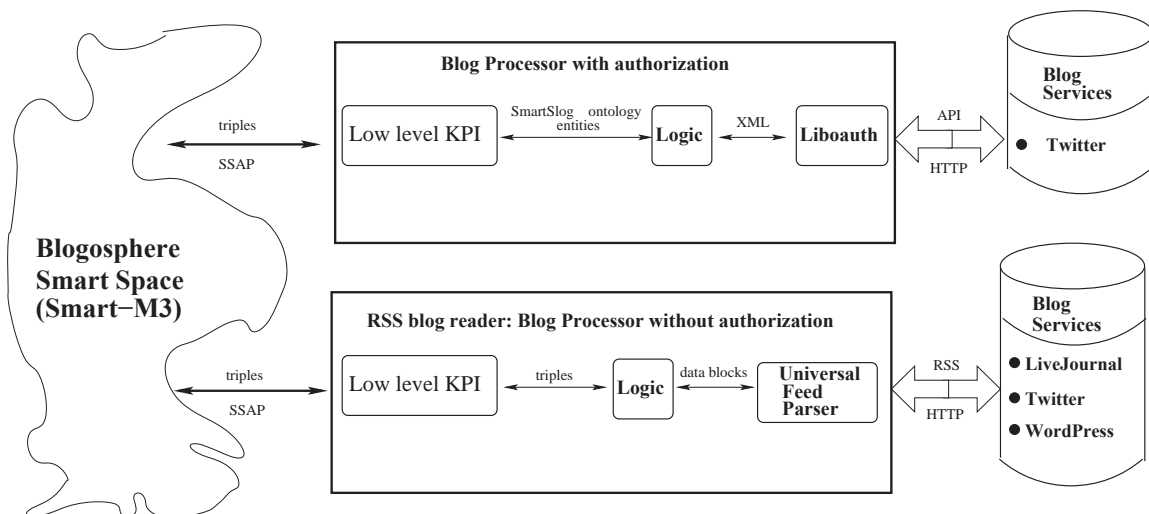 Blog Processor with authorization
Blog
Services
SmartSlog ontology
entities
triples
SSAP
Low level KPI
Logic
XML
Liboauth
API
HTTP
Twitter
Blogosphere
Smart Space
(Smart−M3)
RSS blog reader: Blog Processor without authorization
Blog
Services
triples
SSAP
Low level KPI
triples
Logic
data blocks
Universal
Feed
Parser
RSS
HTTP
LiveJournal
Twitter
WordPress